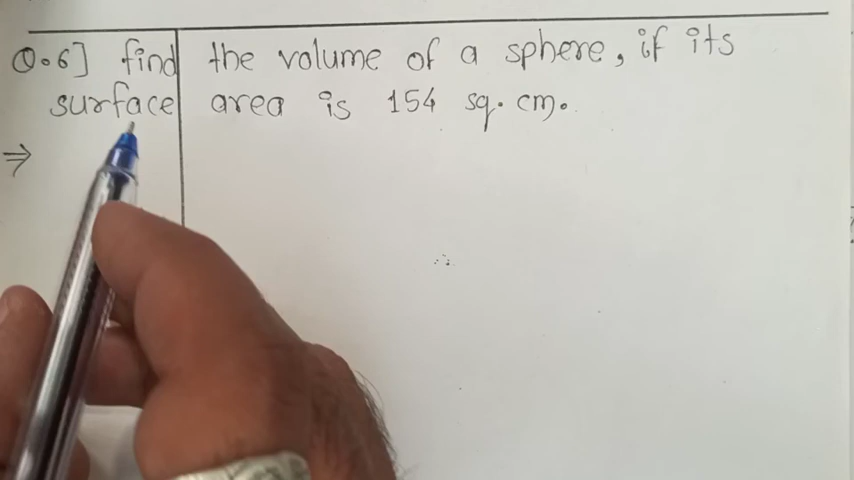 Q.6] find the volume of a sphere, if its
surface area is 154 sq. cm.
⇒